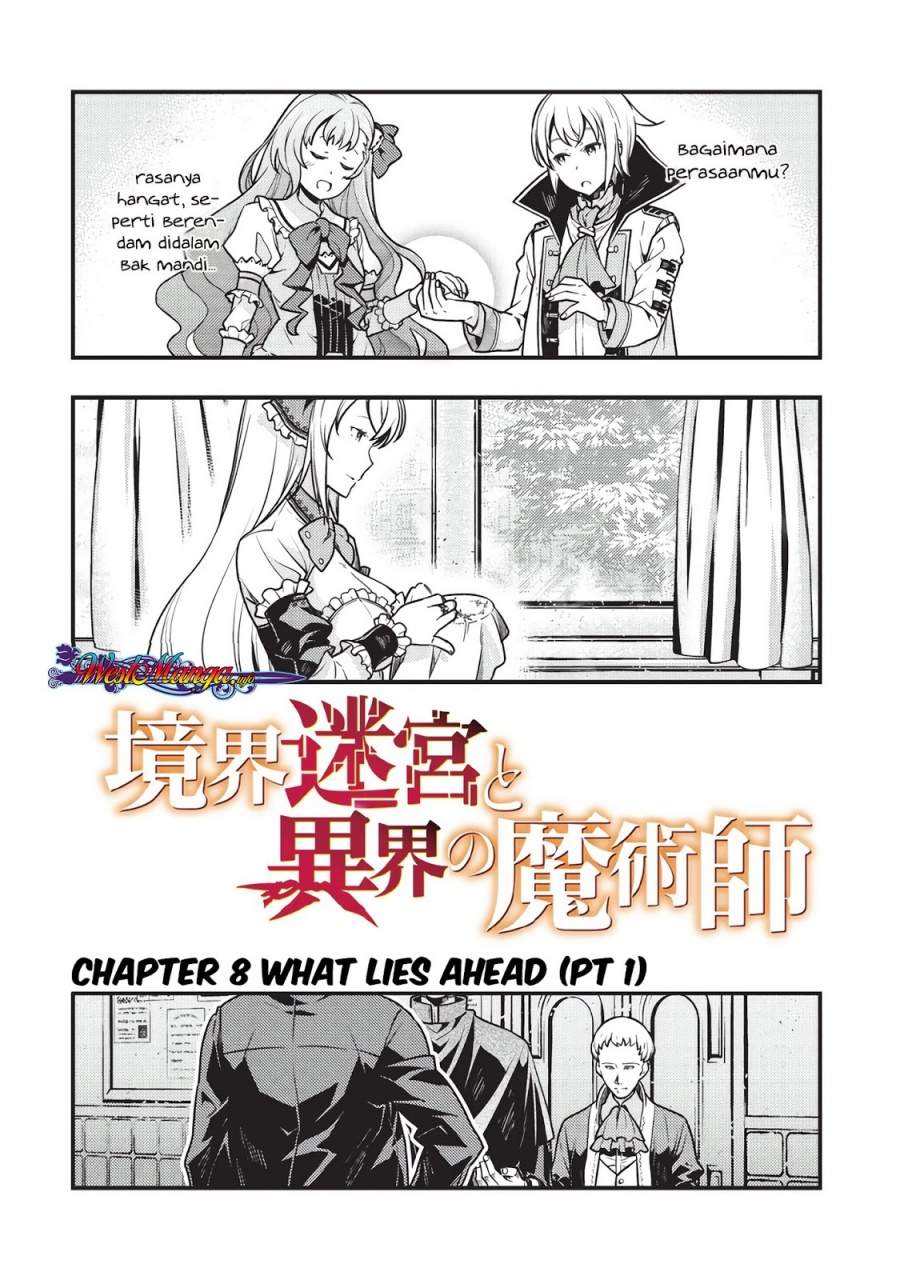 Bagaimana
perasaanmu?
rasanya
hangat, se-
perti beren-
dam didalam
bak mandi...
WestManga.info
境界迷宮と
異界の魔術師
CHAPTER 8 WHAT LIES AHEAD (PT 1)